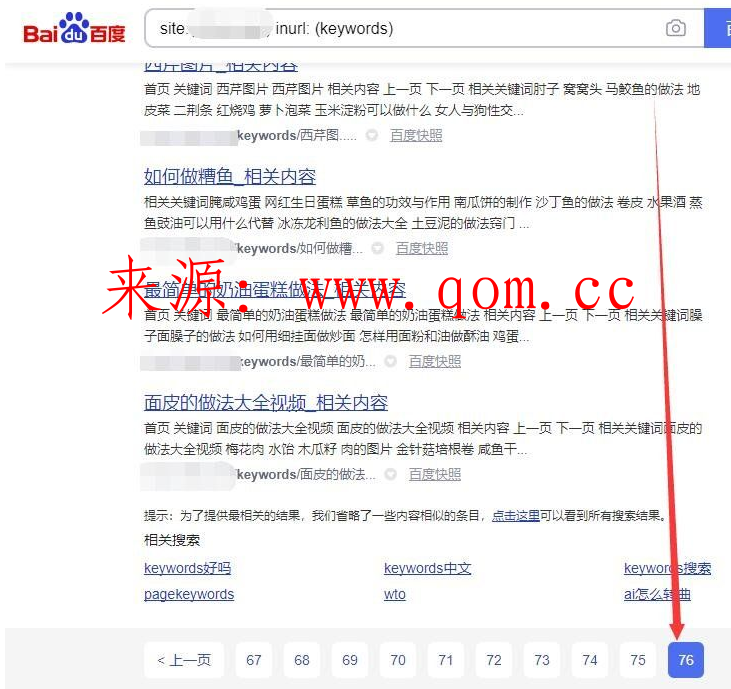 Bai du 百度
site: inurl: (keywords)
百
西芹图片_相关内容
首页 关键词 西芹图片 西芹图片 相关内容 上一页 下一页 相关关键词肘子 窝窝头 马鲛鱼的做法 地
皮菜 二荆条 红烧鸡 萝卜泡菜 玉米淀粉可以做什么 女人与狗性交...
keywords/西芹图.....
百度快照
如何做糟鱼_相关内容
相关关键词腌咸鸡蛋 网红生日蛋糕 草鱼的功效与作用 南瓜饼的制作 沙丁鱼的做法 卷皮 水果酒 蒸
鱼豉油可以用什么代替 冰冻龙利鱼的做法大全 土豆泥的做法窍门 ...
keywords/如何做糟...
百度快照
来源: www.qom.cc
最简单的奶油蛋糕做法_相关内容
首页 关键词 最简单的奶油蛋糕做法 最简单的奶油蛋糕做法 相关内容 上一页 下一页 相关关键词臊
子面臊子的做法 如何用细挂面做炒面 怎样用面粉和油做酥油 鸡蛋...
keywords/最简单的奶...
百度快照
面皮的做法大全视频_相关内容
首页 关键词 面皮的做法大全视频 面皮的做法大全视频 相关内容 上一页 下一页 相关关键词面皮的
做法大全视频 梅花肉 水饴 木瓜籽 肉的图片 金针菇培根卷 咸鱼干...
keywords/面皮的做法...
百度快照
提示：为了提供最相关的结果，我们省略了一些内容相似的条目，点击这里可以看到所有搜索结果。
相关搜索
keywords好吗 keywords中文 keywords搜索
pagekeywords wto ai怎么转曲
< 上一页 67 68 69 70 71 72 73 74 75 76